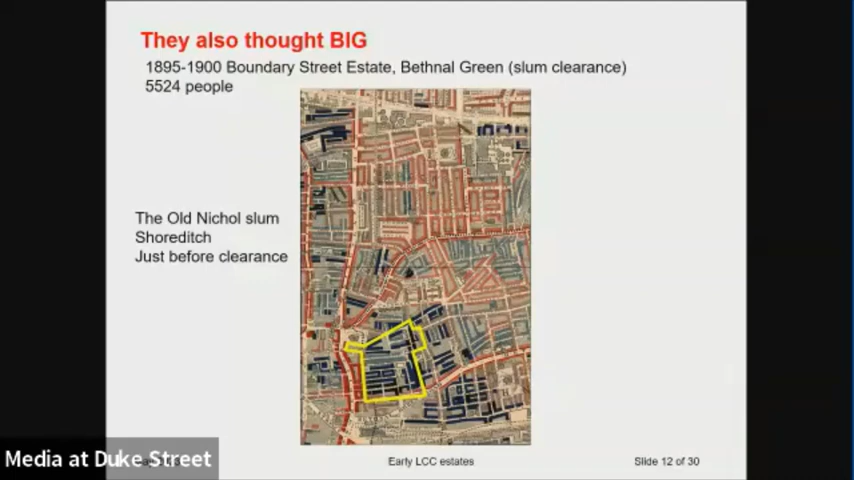 They also thought BIG
1895-1900 Boundary Street Estate, Bethnal Green (slum clearance)
5524 people
The Old Nichol slum
Shoreditch
Just before clearance
Media at Duke Street
Early LCC estates
Slide 12 of 30